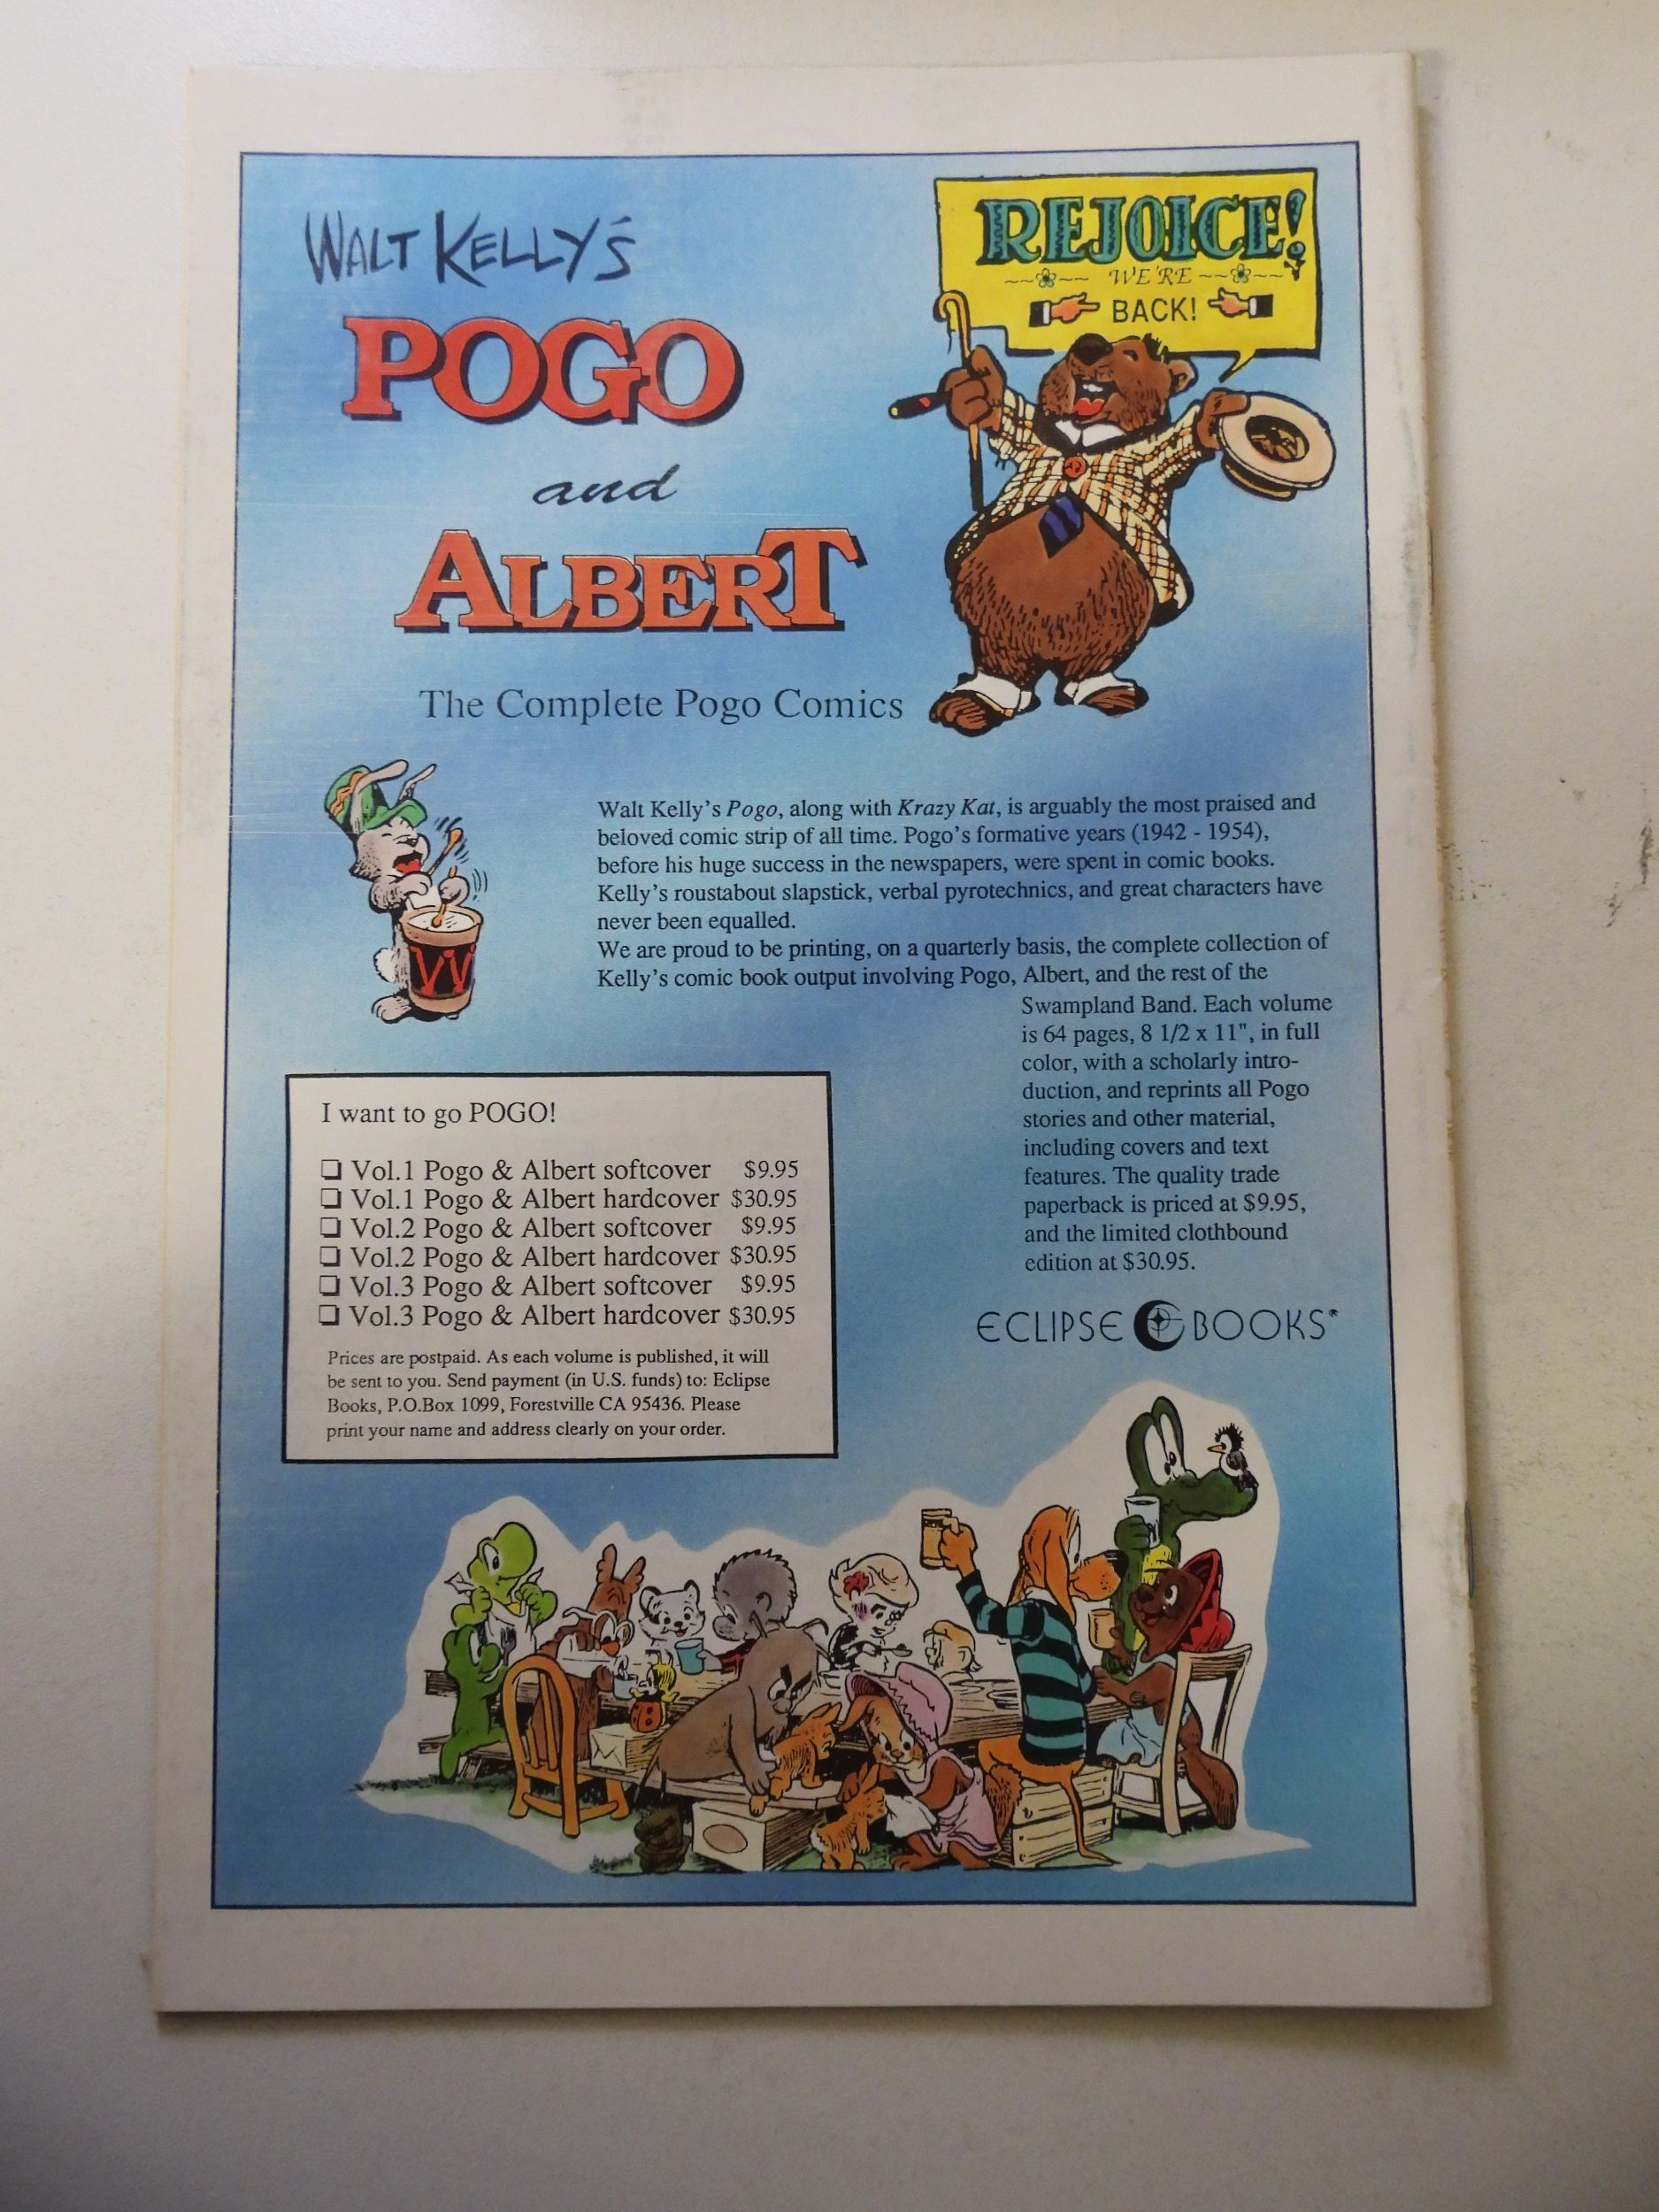 WALT KELLY'S
POGO
and
ALBERT
The Complete Pogo Comics
REJOICE!
WE'RE
BACK!
Walt Kelly's Pogo, along with Krazy Kat, is arguably the most praised and
beloved comic strip of all time. Pogo's formative years (1942 - 1954),
before his huge success in the newspapers, were spent in comic books.
Kelly's roustabout slapstick, verbal pyrotechnics, and great characters have
never been equalled.
We are proud to be printing, on a quarterly basis, the complete collection of
Kelly's comic book output involving Pogo, Albert, and the rest of the
Swampland Band. Each volume
is 64 pages, 8 1/2 x 11", in full
color, with a scholarly intro-
duction, and reprints all Pogo
stories and other material,
including covers and text
features. The quality trade
paperback is priced at $9.95,
and the limited clothbound
edition at $30.95.
I want to go POGO!
❏ Vol.1 Pogo & Albert softcover $9.95
❏ Vol.1 Pogo & Albert hardcover $30.95
❏ Vol.2 Pogo & Albert softcover $9.95
❏ Vol.2 Pogo & Albert hardcover $30.95
❏ Vol.3 Pogo & Albert softcover $9.95
❏ Vol.3 Pogo & Albert hardcover $30.95
Prices are postpaid. As each volume is published, it will
be sent to you. Send payment (in U.S. funds) to: Eclipse
Books, P.O.Box 1099, Forestville CA 95436. Please
print your name and address clearly on your order.
ECLIPSE BOOKS